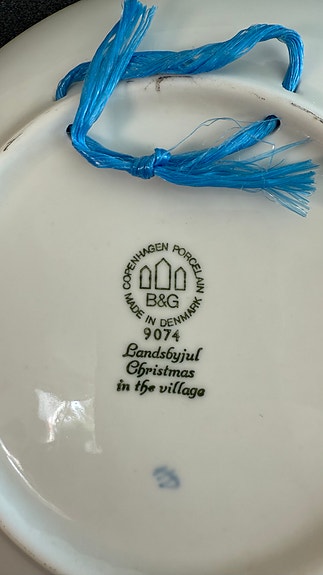 COPENHAGEN PORCELAIN
B&G
MADE IN DENMARK
9074
Landsbyjul
Christmas
in the village